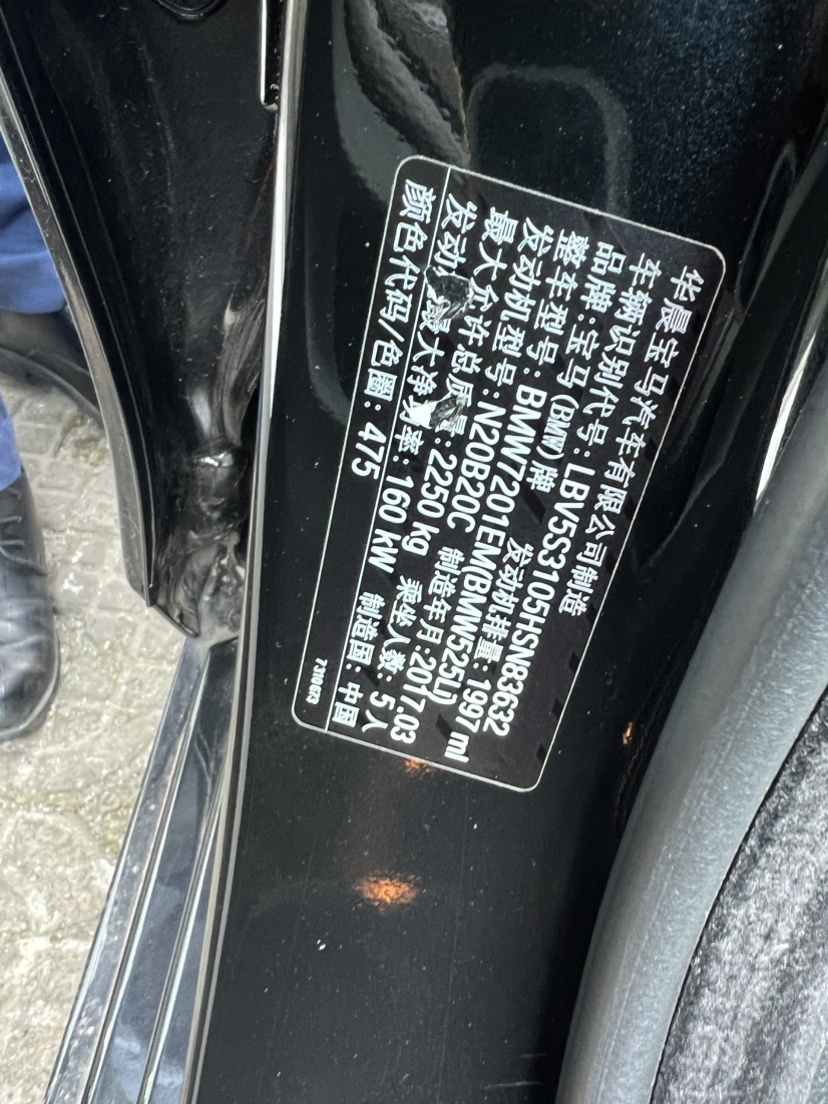 华晨宝马汽车有限公司制造
车辆识别代号: LBV5S3105HSN83632
品牌: 宝马 (BMW) 牌
整车型号: BMW7201EM(BMW525Li)
发动机型号: N20B20C 发动机排量: 1997 ml
最大允许总质量: 2250 kg 制造年月:2017.03
发动 最大净功率: 160 kW 乘坐人数: 5 人
颜色代码/色圈: 475 制造国: 中国